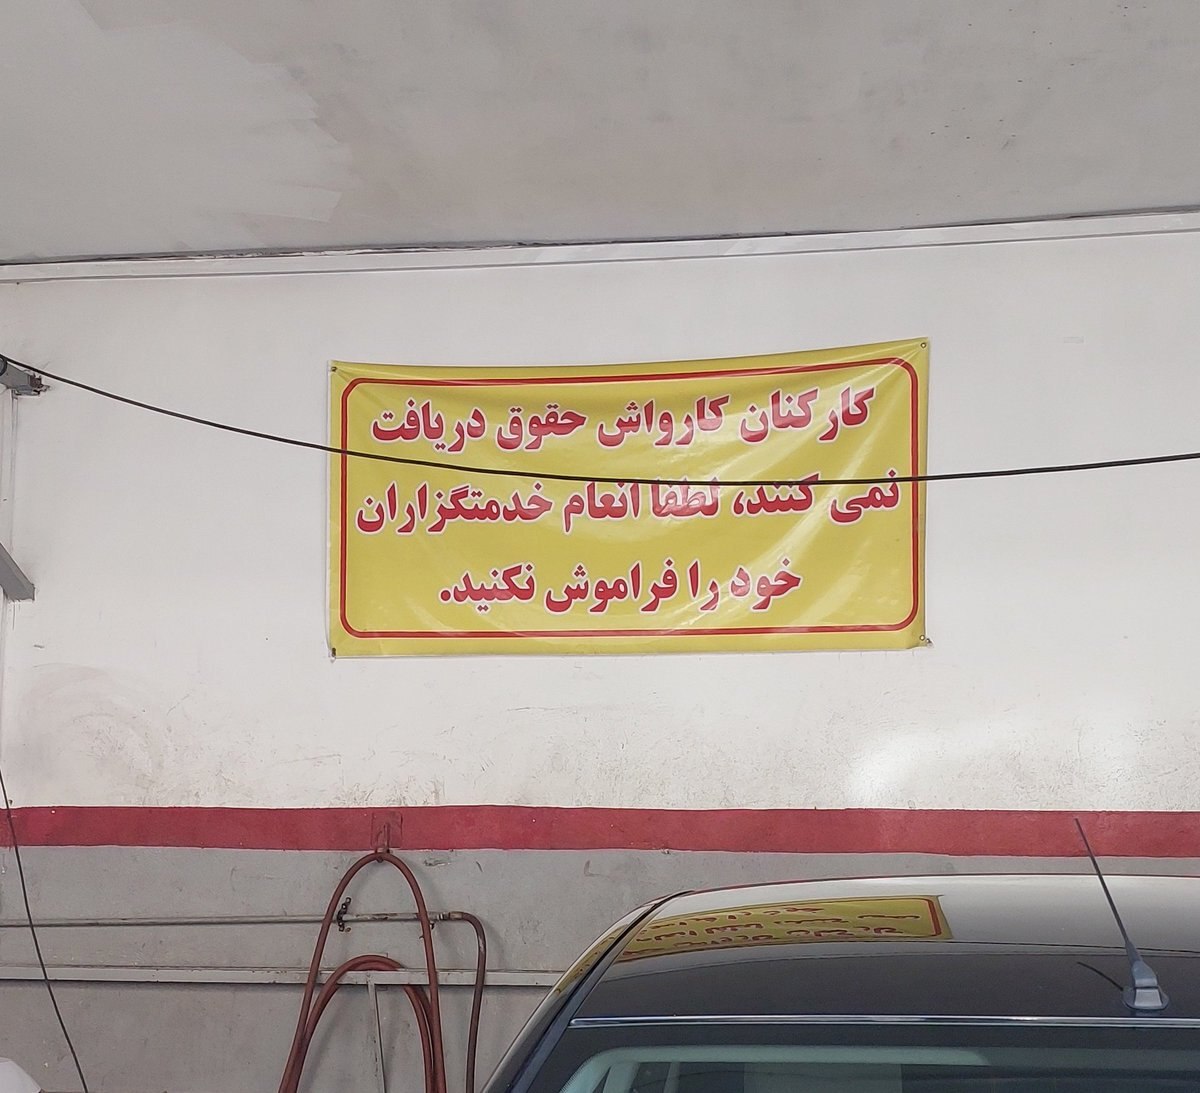 کارکنان کارواش حقوق دریافت
نمی کنند، لطفا انعام خدمتگزاران
خود را فراموش نکنید.